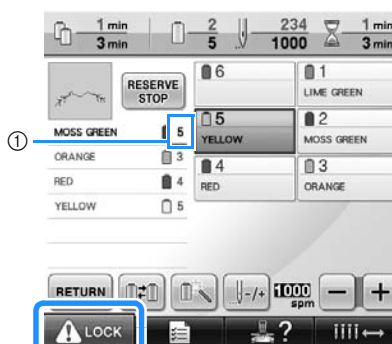 1 min
3 min
2
5
234
1000
1 min
3 min
RESERVE
STOP
6
1
LIME GREEN
① MOSS GREEN 5
5
YELLOW
2
MOSS GREEN
ORANGE 3
RED 4
4
RED
3
ORANGE
YELLOW 5
RETURN
-/+
1000
spm
−
+
LOCK
?